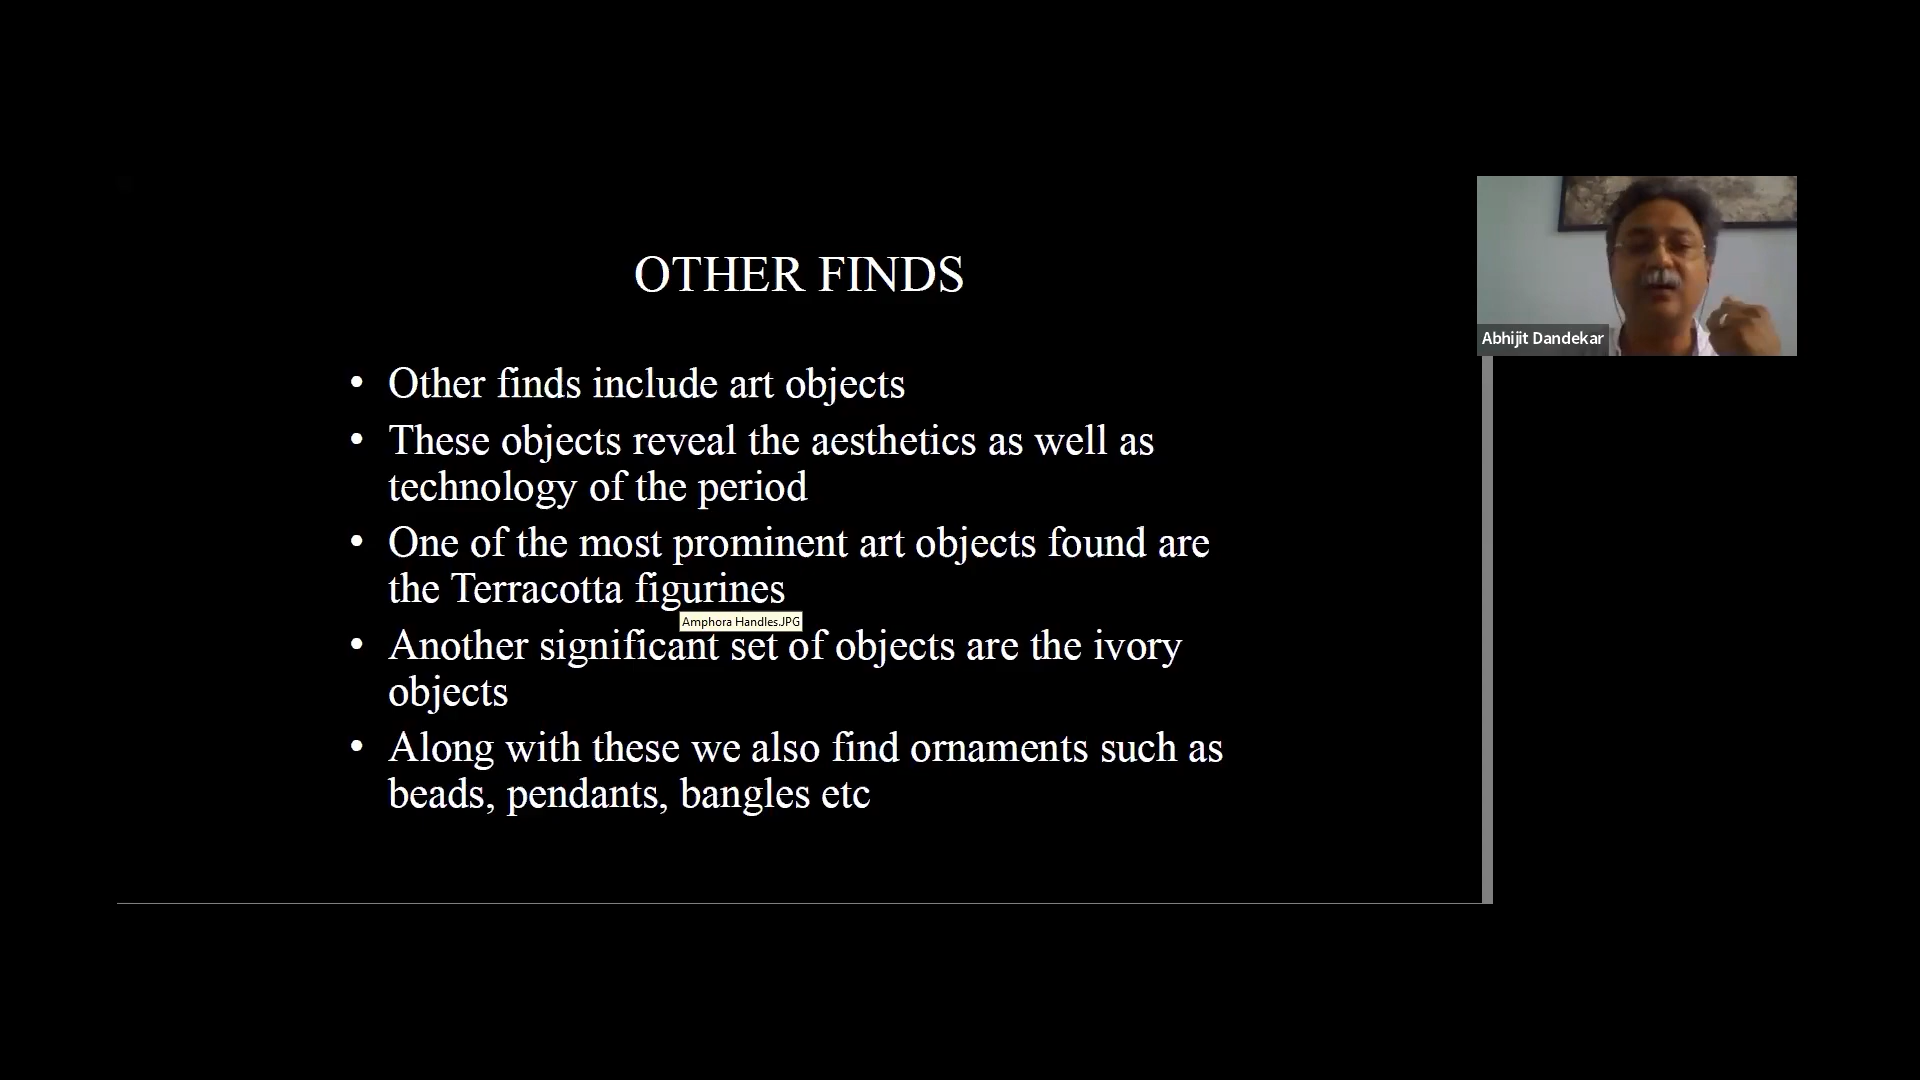 OTHER FINDS
• Other finds include art objects
• These objects reveal the aesthetics as well as
technology of the period
• One of the most prominent art objects found are
the Terracotta figurines
Amphora Handles.JPG
• Another significant set of objects are the ivory
objects
• Along with these we also find ornaments such as
beads, pendants, bangles etc
Abhijit Dandekar